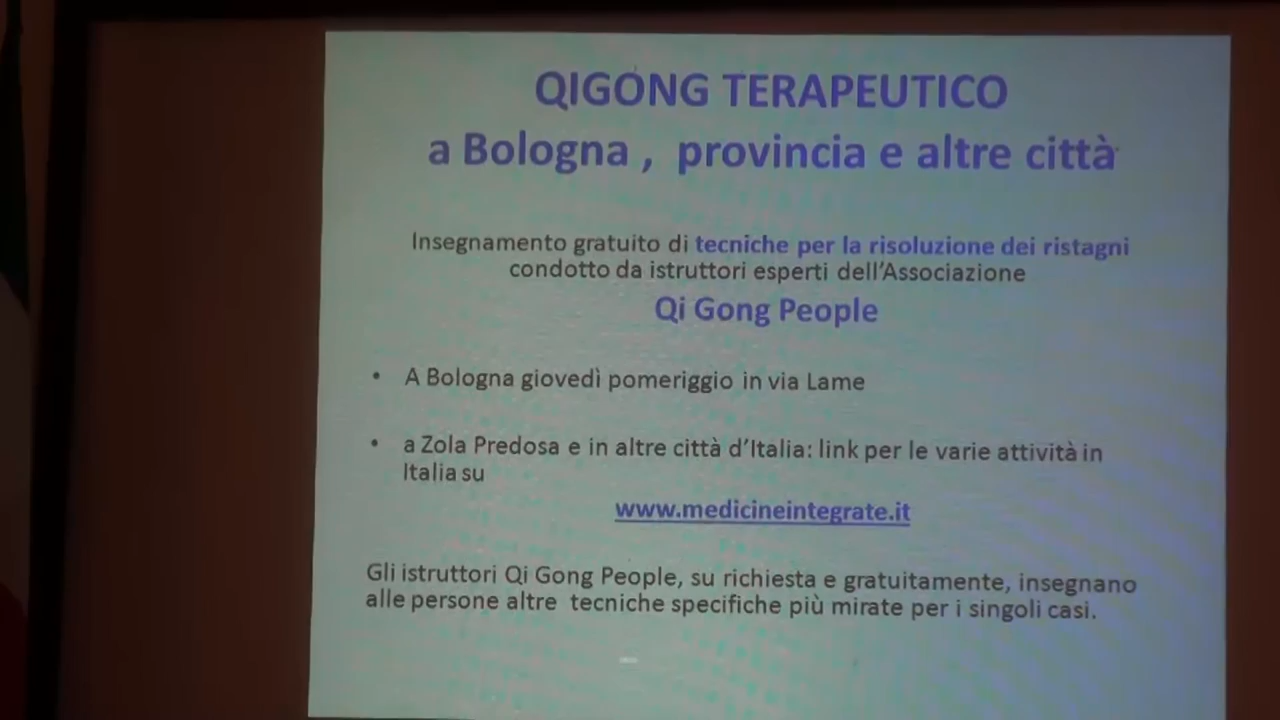 QIGONG TERAPEUTICO
a Bologna , provincia e altre città
Insegnamento gratuito di tecniche per la risoluzione dei ristagni
condotto da istruttori esperti dell'Associazione
Qi Gong People
• A Bologna giovedì pomeriggio in via Lame
• a Zola Predosa e in altre città d'Italia: link per le varie attività in
Italia su
www.medicineintegrate.it
Gli istruttori Qi Gong People, su richiesta e gratuitamente, insegnano
alle persone altre tecniche specifiche più mirate per i singoli casi.